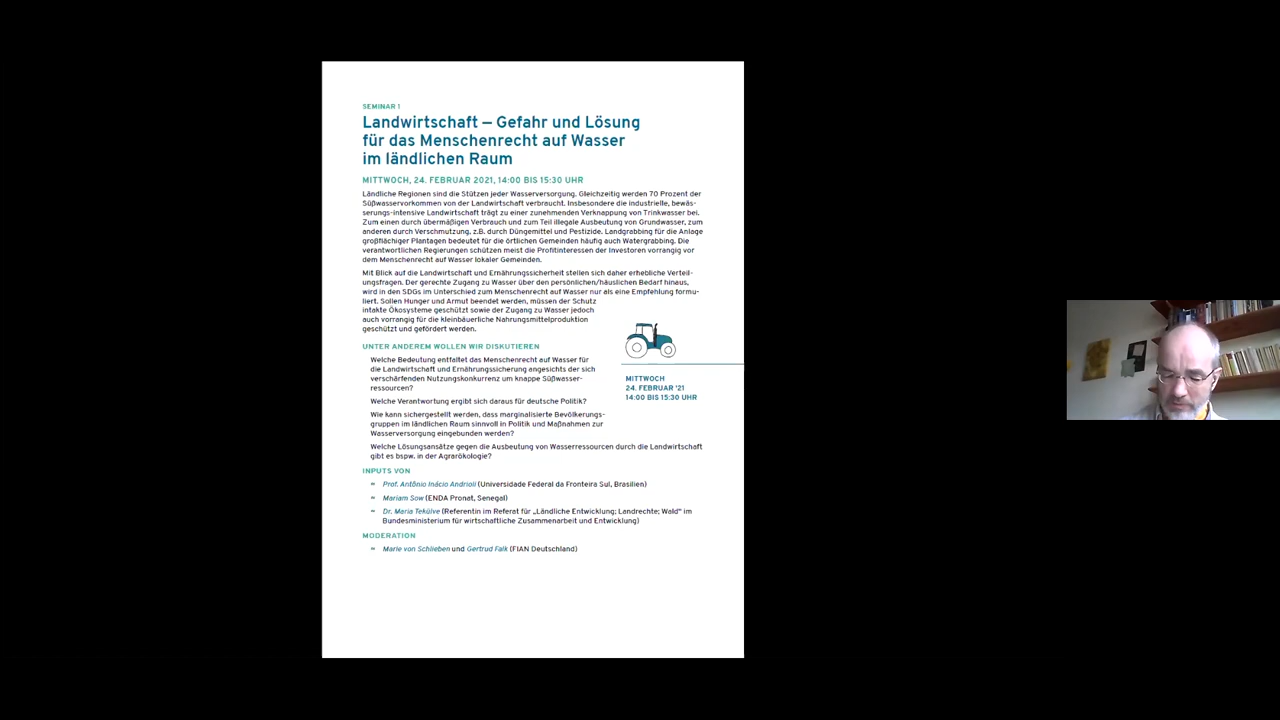 SEMINAR 1
Landwirtschaft – Gefahr und Lösung
für das Menschenrecht auf Wasser
im ländlichen Raum
MITTWOCH, 24. FEBRUAR 2021, 14:00 BIS 15:30 UHR
Ländliche Regionen sind die Stützen jeder Wasserversorgung. Gleichzeitig werden 70 Prozent der
Süßwasservorkommen von der Landwirtschaft verbraucht. Insbesondere die industrielle, bewäs-
serungs-intensive Landwirtschaft trägt zu einer zunehmenden Verknappung von Trinkwasser bei.
Zum einen durch übermäßigen Verbrauch und zum Teil illegale Ausbeutung von Grundwasser, zum
anderen durch Verschmutzung, z.B. durch Düngemittel und Pestizide. Landgrabbing für die Anlage
großflächiger Plantagen bedeutet für die örtlichen Gemeinden häufig auch Watergrabbing. Die
verantwortlichen Regierungen schützen meist die Profitinteressen der Investoren vorrangig vor
dem Menschenrecht auf Wasser lokaler Gemeinden.
Mit Blick auf die Landwirtschaft und Ernährungssicherheit stellen sich daher erhebliche Verteil-
ungsfragen. Der gerechte Zugang zu Wasser über den persönlichen/häuslichen Bedarf hinaus,
wird in den SDGs im Unterschied zum Menschenrecht auf Wasser nur als eine Empfehlung formu-
liert. Sollen Hunger und Armut beendet werden, müssen der Schutz
intakte Ökosysteme geschützt sowie der Zugang zu Wasser jedoch
auch vorrangig für die kleinbäuerliche Nahrungsmittelproduktion
geschützt und gefördert werden.
UNTER ANDEREM WOLLEN WIR DISKUTIEREN
Welche Bedeutung entfaltet das Menschenrecht auf Wasser für
die Landwirtschaft und Ernährungssicherung angesichts der sich
verschärfenden Nutzungskonkurrenz um knappe Süßwasser-
ressourcen?
Welche Verantwortung ergibt sich daraus für deutsche Politik?
Wie kann sichergestellt werden, dass marginalisierte Bevölkerungs-
gruppen im ländlichen Raum sinnvoll in Politik und Maßnahmen zur
Wasserversorgung eingebunden werden?
Welche Lösungsansätze gegen die Ausbeutung von Wasserressourcen durch die Landwirtschaft
gibt es bspw. in der Agrarökologie?
MITTWOCH
24. FEBRUAR '21
14:00 BIS 15:30 UHR
INPUTS VON
Prof. Antônio Inácio Andrioli (Universidade Federal da Fronteira Sul, Brasilien)
Mariam Sow (ENDA Pronat, Senegal)
Dr. Maria Tekülve (Referentin im Referat für „Ländliche Entwicklung; Landrechte; Wald" im
Bundesministerium für wirtschaftliche Zusammenarbeit und Entwicklung)
MODERATION
Marie von Schlieben und Gertrud Falk (FIAN Deutschland)